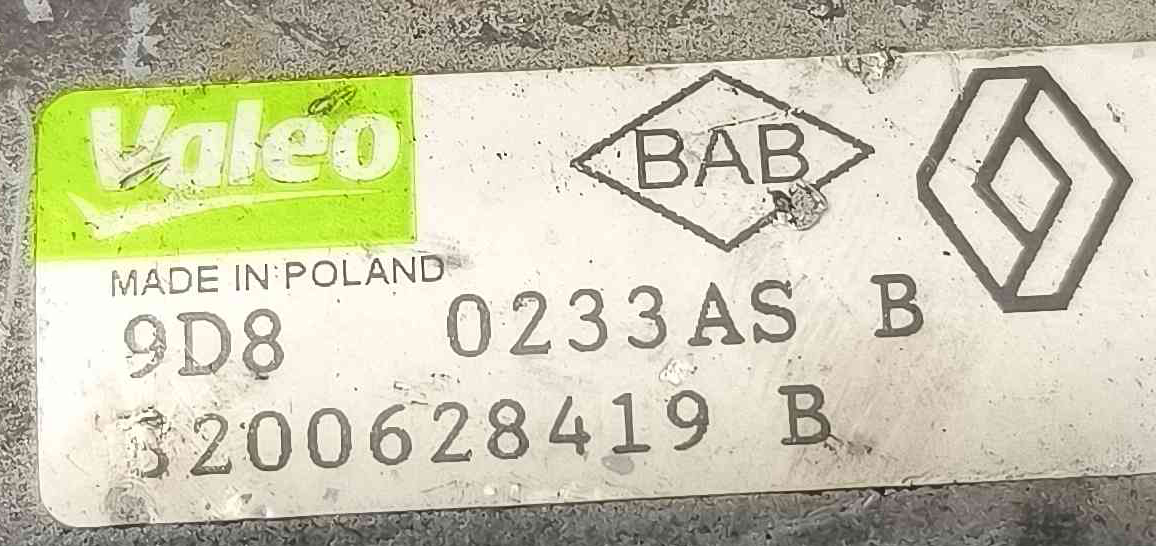 Valeo
BAB
MADE IN POLAND
9D8 0233AS B
8200628419 B